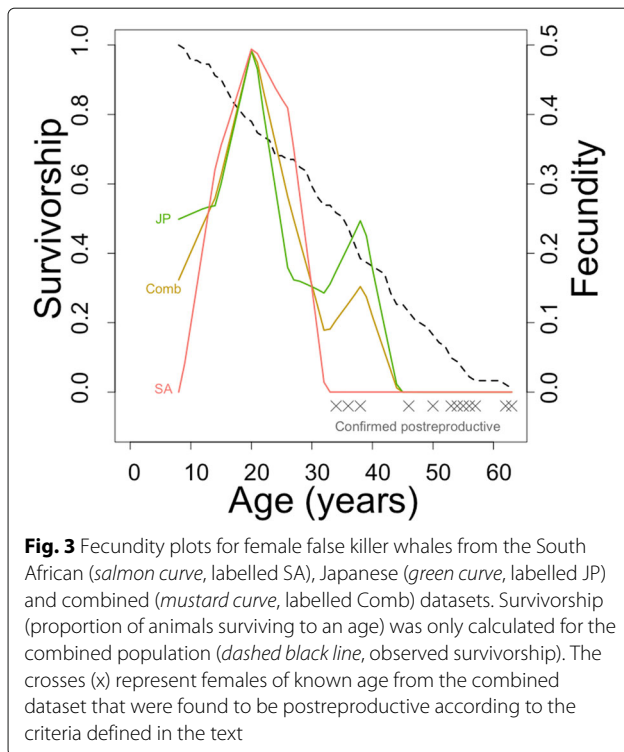 Survivorship
1.0
0.8
0.6
0.4
0.2
0.0
Fecundity
0.5
0.4
0.3
0.2
0.1
0.0
JP
Comb
SA
Confirmed postreproductive
0 10 20 30 40 50 60
Age (years)
Fig. 3 Fecundity plots for female false killer whales from the South
African (salmon curve, labelled SA), Japanese (green curve, labelled JP)
and combined (mustard curve, labelled Comb) datasets. Survivorship
(proportion of animals surviving to an age) was only calculated for the
combined population (dashed black line, observed survivorship). The
crosses (x) represent females of known age from the combined
dataset that were found to be postreproductive according to the
criteria defined in the text